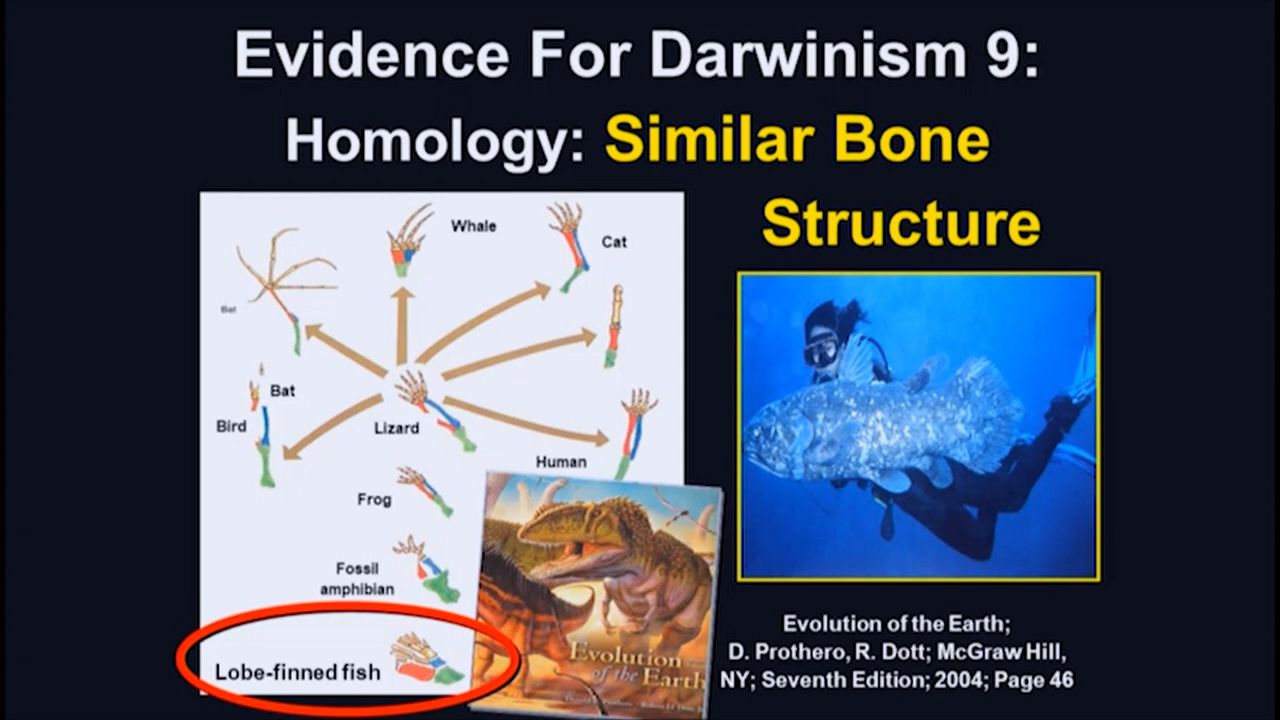 Evidence For Darwinism 9:
Homology: Similar Bone
Structure
Whale
Cat
Bat
Bat
Bird
Lizard
Human
Frog
Fossil
amphibian
Lobe-finned fish
Evolution
of the Earth
Evolution of the Earth;
D. Prothero, R. Dott; McGraw Hill,
NY; Seventh Edition; 2004; Page 46